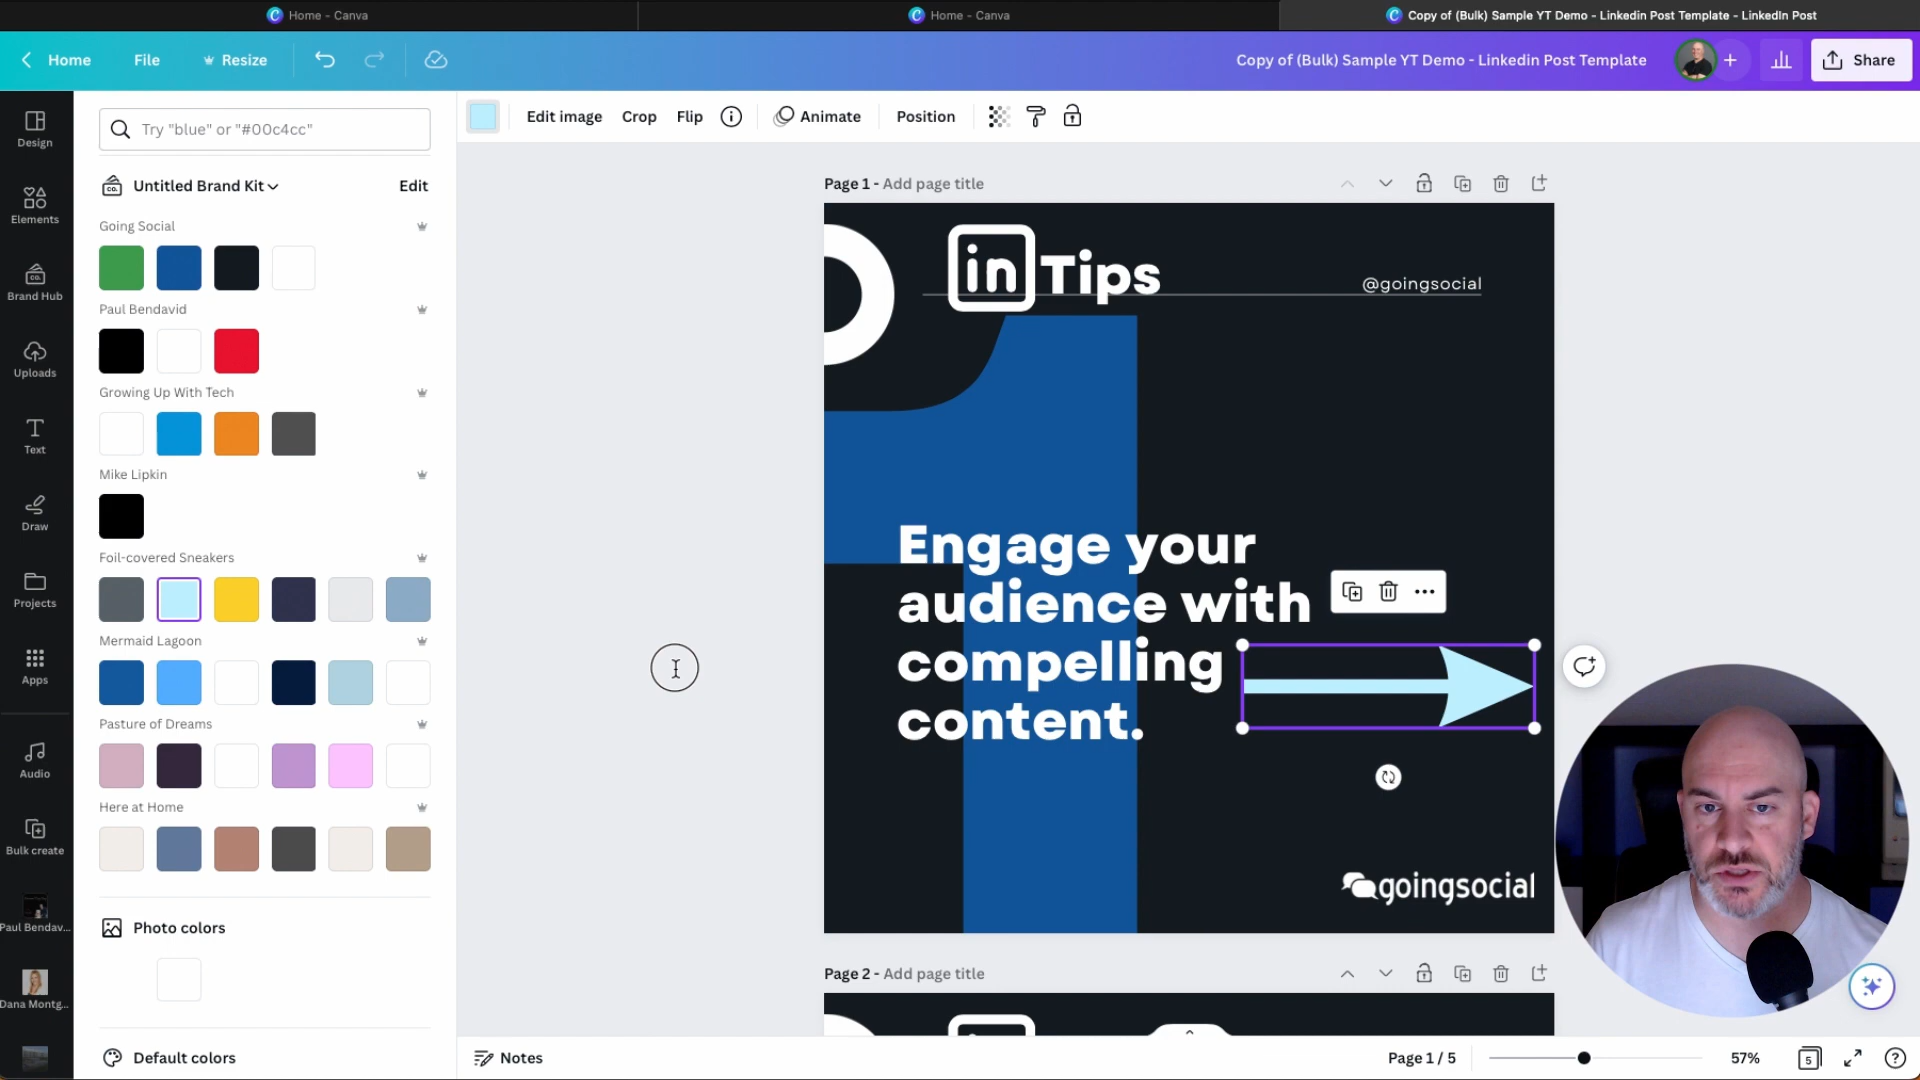 Home - Canva
Home - Canva
Copy of (Bulk) Sample YT Demo - Linkedin Post Template - LinkedIn Post
Home
File
Resize
Copy of (Bulk) Sample YT Demo - Linkedin Post Template
Share
Design
Elements
Brand Hub
Uploads
Text
Draw
Projects
Apps
Audio
Bulk create
Paul Bendav...
Dana Montg...
Try "blue" or "#00c4cc"
Untitled Brand Kit
Edit
Going Social
Paul Bendavid
Growing Up With Tech
Mike Lipkin
Foil-covered Sneakers
Mermaid Lagoon
Pasture of Dreams
Here at Home
Photo colors
Default colors
Edit image
Crop
Flip
Animate
Position
Page 1 - Add page title
in Tips
@goingsocial
Engage your
audience with
compelling
content.
goingsocial
Page 2 - Add page title
Notes
Page 1 / 5
57%
5